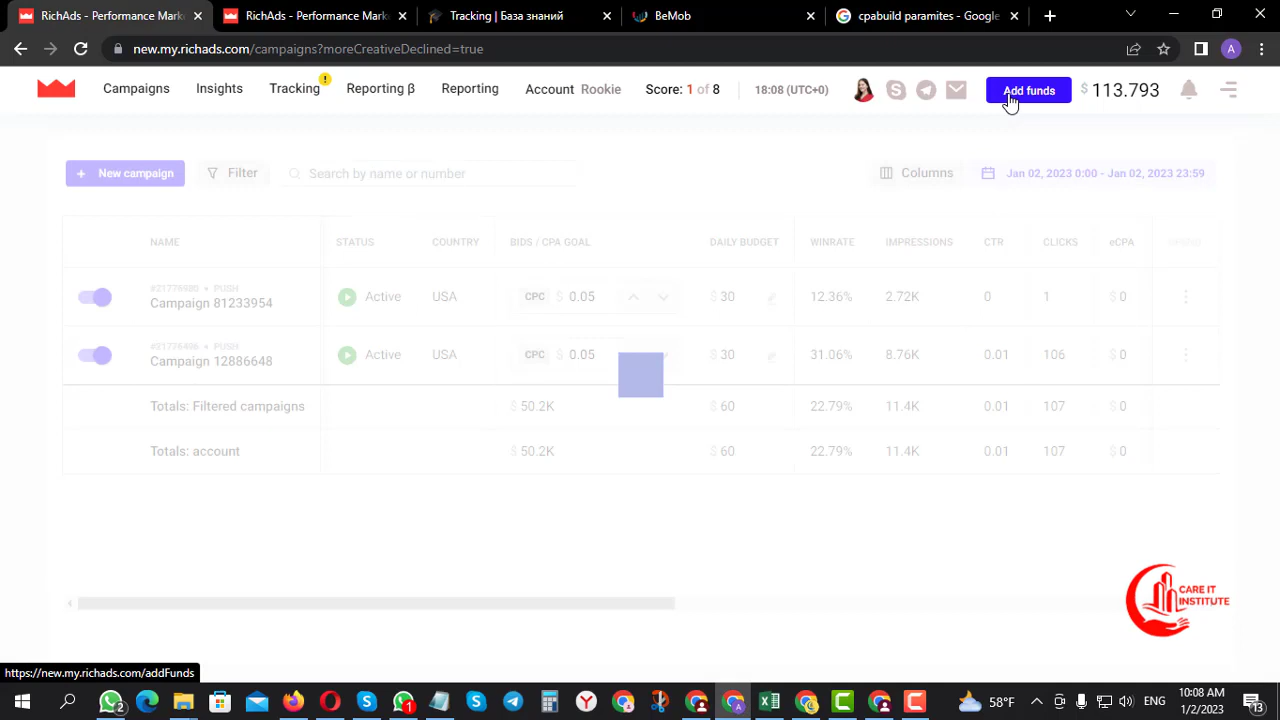 RichAds - Performance Mark
RichAds - Performance Mark
Tracking | База знаний
BeMob
cpabuild paramites - Google
new.my.richads.com/campaigns?moreCreativeDeclined=true
A
Campaigns Insights Tracking ! Reporting β Reporting Account Rookie Score: 1 of 8 18:08 (UTC+0) Add funds $ 113.793
+ New campaign Filter Search by name or number Columns Jan 02, 2023 0:00 - Jan 02, 2023 23:59
NAME STATUS COUNTRY BIDS / CPA GOAL DAILY BUDGET WINRATE IMPRESSIONS CTR CLICKS eCPA
PUSH
Campaign 81233954 Active USA CPC $ 0.05 $ 30 12.36% 2.72K 0 1 $ 0
PUSH
Campaign 12886648 Active USA CPC $ 0.05 $ 30 31.06% 8.76K 0.01 106 $ 0
Totals: Filtered campaigns $ 50.2K $ 60 22.79% 11.4K 0.01 107 $ 0
Totals: account $ 50.2K $ 60 22.79% 11.4K 0.01 107 $ 0
CARE IT
INSTITUTE
https://new.my.richads.com/addFunds
2
1
A
58°F
ENG
10:08 AM
1/2/2023
13